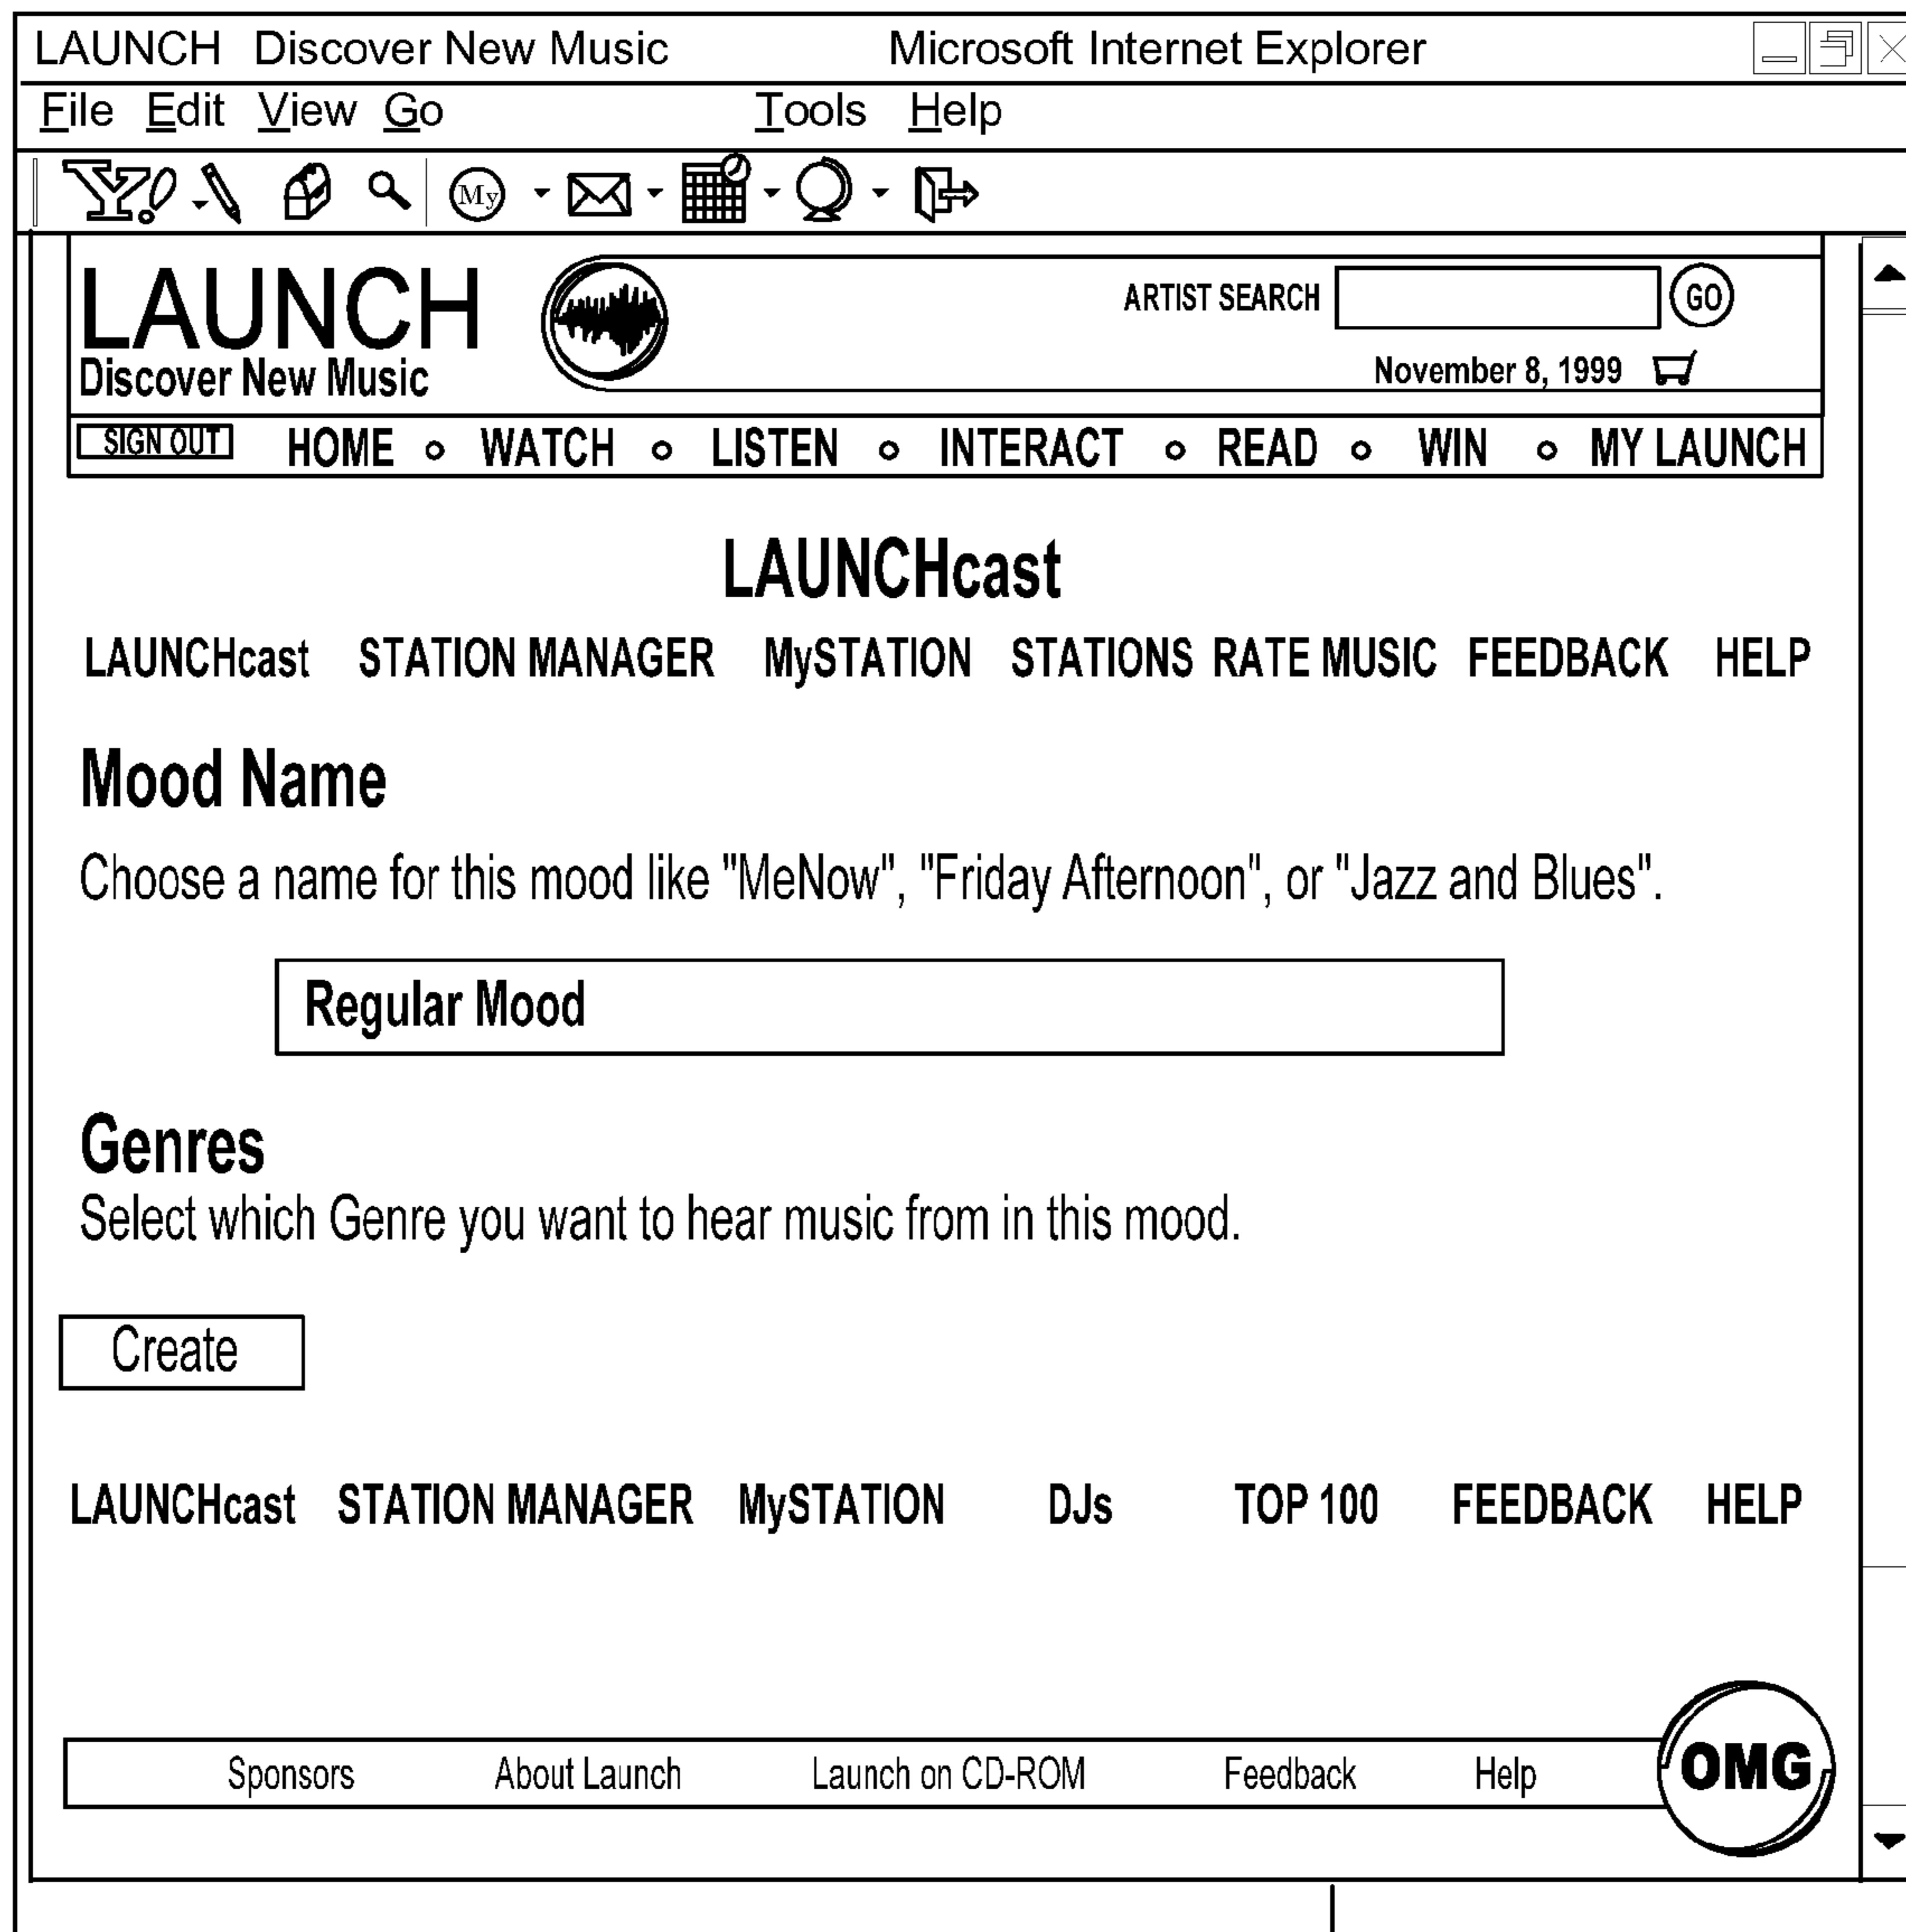 LAUNCH Discover New Music Microsoft Internet Explorer
File Edit View Go Tools Help
Y! My
LAUNCH
Discover New Music
ARTIST SEARCH GO
November 8, 1999
SIGN OUT HOME WATCH LISTEN INTERACT READ WIN MY LAUNCH
LAUNCHcast
LAUNCHcast STATION MANAGER MySTATION STATIONS RATE MUSIC FEEDBACK HELP
Mood Name
Choose a name for this mood like "MeNow", "Friday Afternoon", or "Jazz and Blues".
Regular Mood
Genres
Select which Genre you want to hear music from in this mood.
Create
LAUNCHcast STATION MANAGER MySTATION DJs TOP 100 FEEDBACK HELP
Sponsors About Launch Launch on CD-ROM Feedback Help OMG